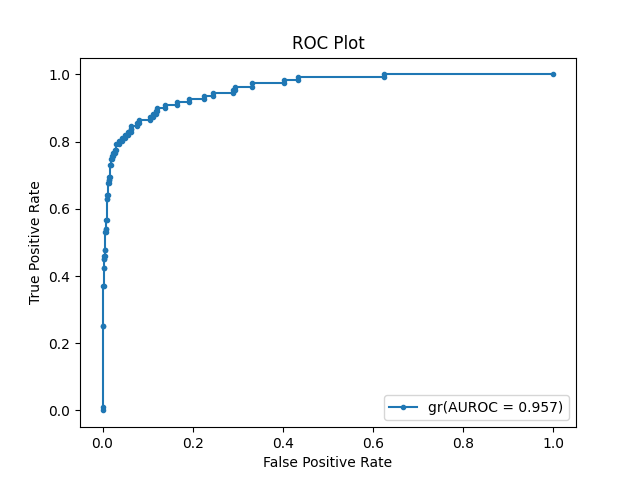 ROC Plot
True Positive Rate
1.0
0.8
0.6
0.4
0.2
0.0
gr(AUROC = 0.957)
0.0 0.2 0.4 0.6 0.8 1.0
False Positive Rate